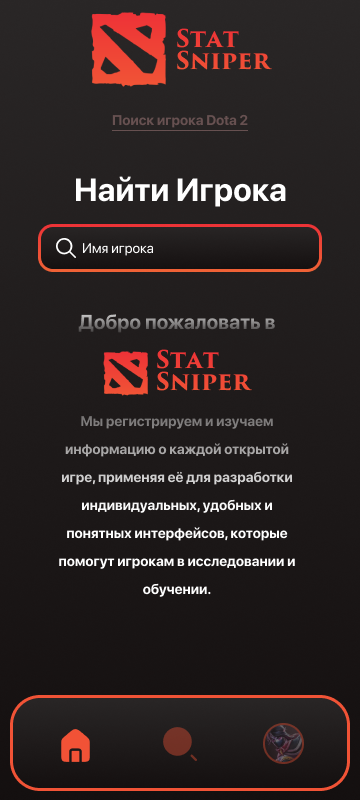 STAT
SNIPER
Поиск игрока Dota 2
Найти Игрока
Имя игрока
Добро пожаловать в
STAT
SNIPER
Мы регистрируем и изучаем
информацию о каждой открытой
игре, применяя её для разработки
индивидуальных, удобных и
понятных интерфейсов, которые
помогут игрокам в исследовании и
обучении.